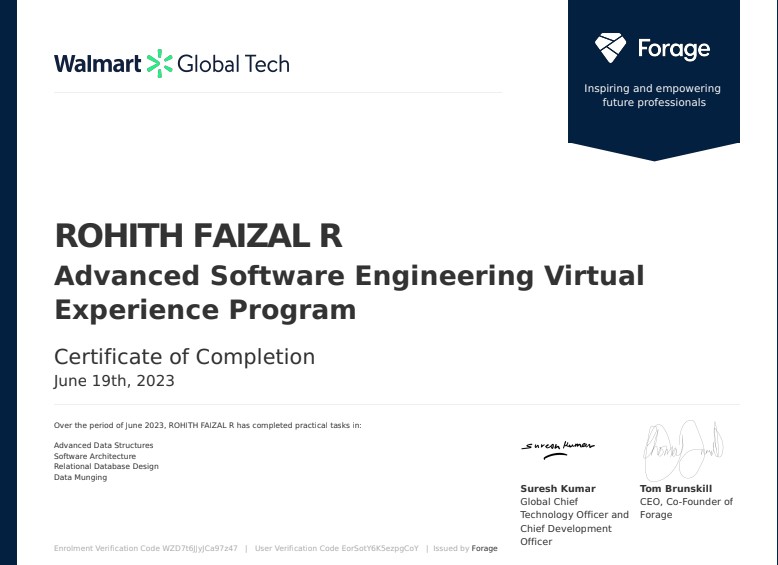 Walmart Global Tech
Forage
Inspiring and empowering
future professionals
ROHITH FAIZAL R
Advanced Software Engineering Virtual
Experience Program
Certificate of Completion
June 19th, 2023
Over the period of June 2023, ROHITH FAIZAL R has completed practical tasks in:
Advanced Data Structures
Software Architecture
Relational Database Design
Data Munging
Suresh Kumar
Suresh Kumar
Global Chief
Technology Officer and
Chief Development
Officer
Tom Brunskill
CEO, Co-Founder of
Forage
Enrolment Verification Code WZD7t6JjyJCa97z47 | User Verification Code EorSotY6K5ezpgCoY | Issued by Forage